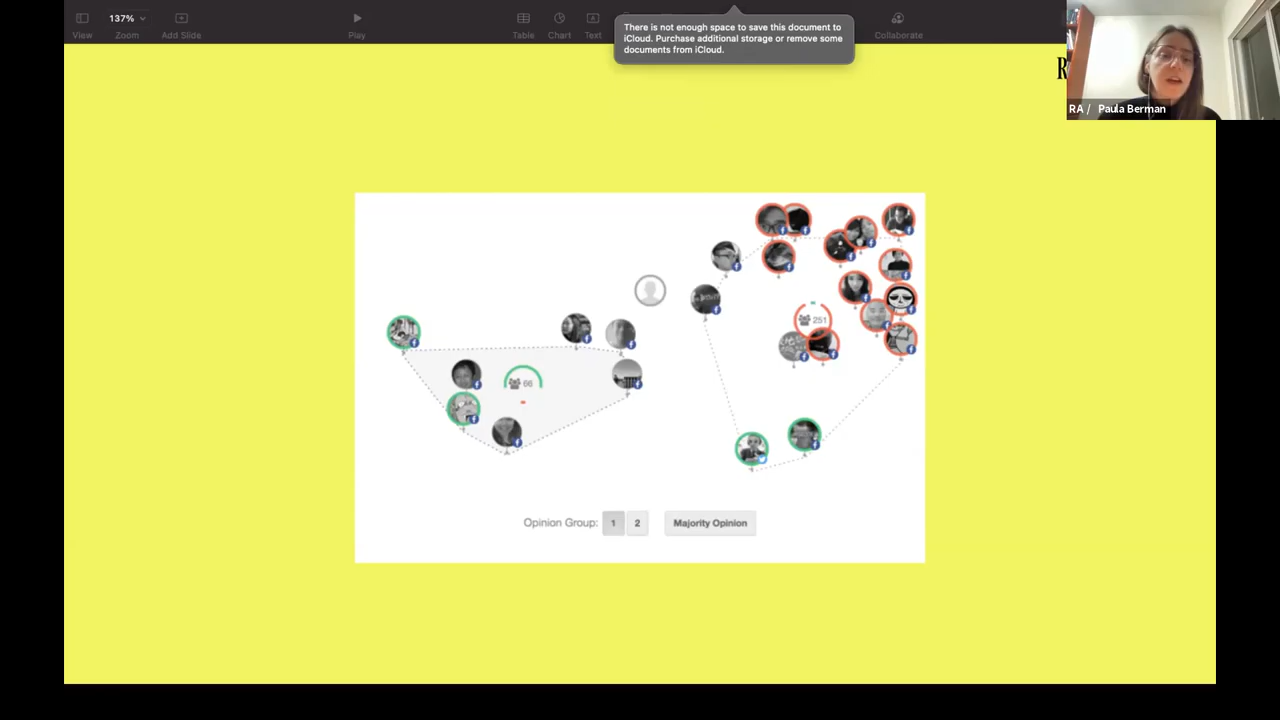 137%
View
Zoom
Add Slide
Play
Table
Chart
Text
Collaborate
There is not enough space to save this document to
iCloud. Purchase additional storage or remove some
documents from iCloud.
R
RA / Paula Berman
251
66
Opinion Group: 1 2 Majority Opinion